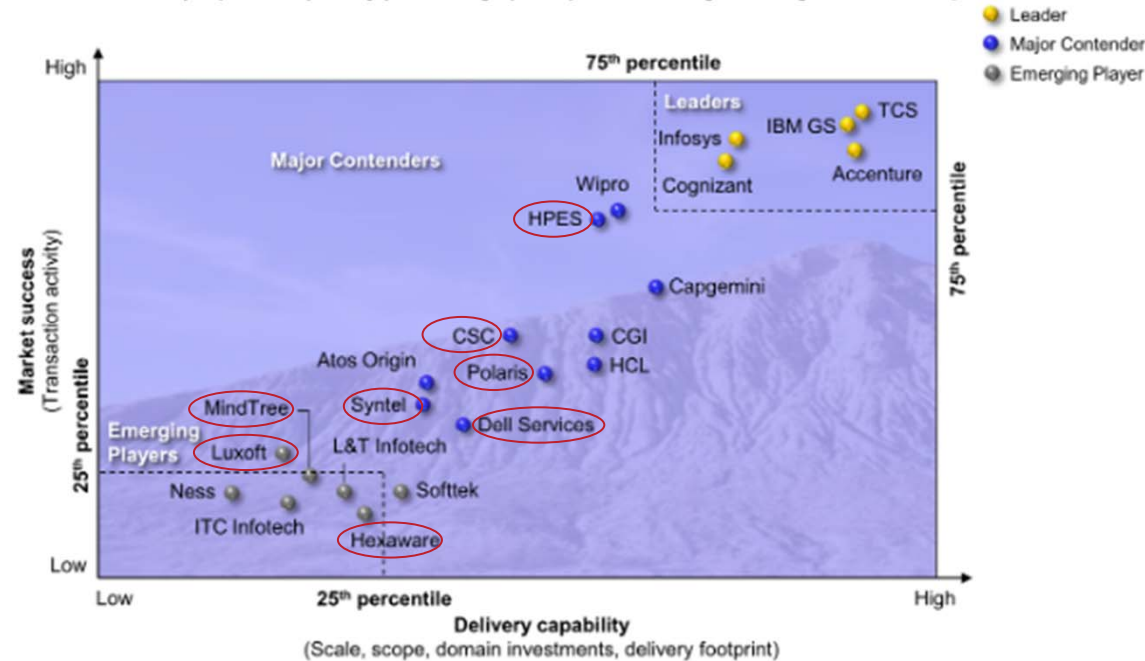 Leader
Major Contender
Emerging Player
High
75th percentile
Leaders
TCS
IBM GS
Infosys
Accenture
Cognizant
Major Contenders
Wipro
HPES
75th percentile
Capgemini
Market success
(Transaction activity)
CSC
CGI
Atos Origin
Polaris
HCL
MindTree
Syntel
Dell Services
Emerging
Players
Luxoft
L&T Infotech
25th percentile
Ness
Softtek
ITC Infotech
Hexaware
Low
Low
25th percentile
High
Delivery capability
(Scale, scope, domain investments, delivery footprint)